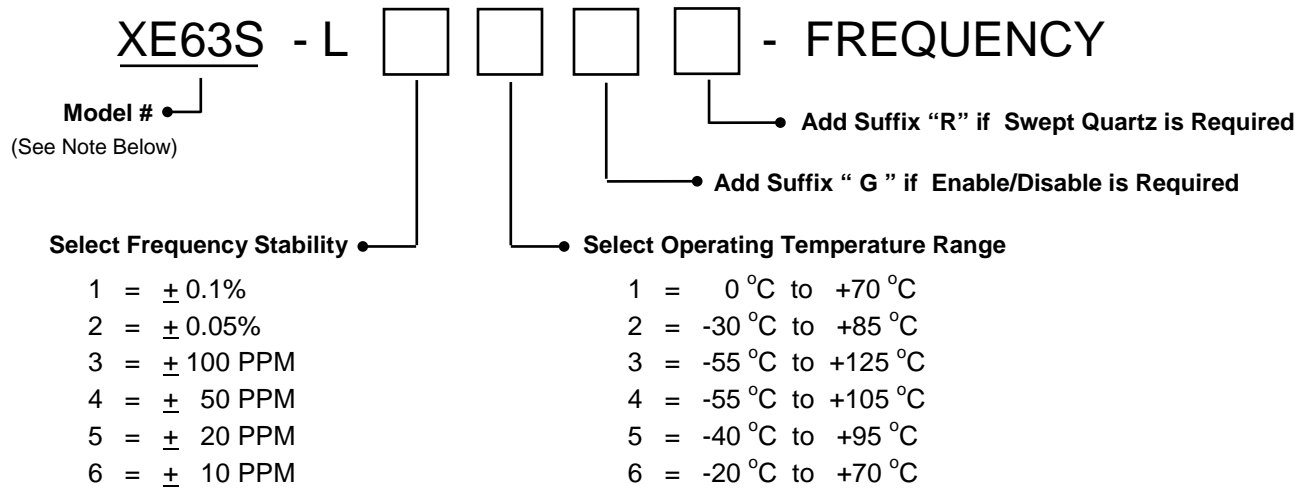 XE63S - L - FREQUENCY
Model #
(See Note Below)
Add Suffix “R” if Swept Quartz is Required
Add Suffix “ G ” if Enable/Disable is Required
Select Frequency Stability
1 = ± 0.1%
2 = ± 0.05%
3 = ± 100 PPM
4 = ± 50 PPM
5 = ± 20 PPM
6 = ± 10 PPM
Select Operating Temperature Range
1 = 0 °C to +70 °C
2 = -30 °C to +85 °C
3 = -55 °C to +125 °C
4 = -55 °C to +105 °C
5 = -40 °C to +95 °C
6 = -20 °C to +70 °C